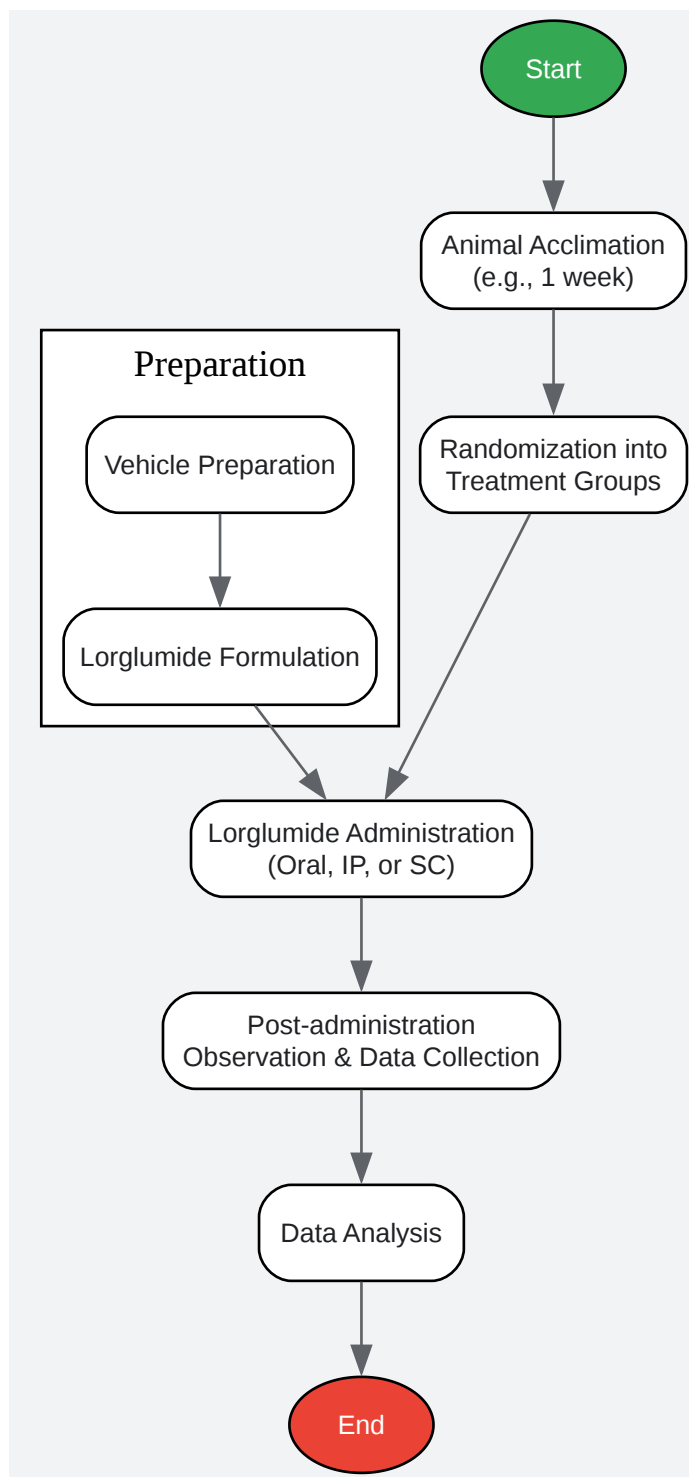 Start
Animal Acclimation
(e.g., 1 week)
Preparation
Vehicle Preparation
Randomization into
Treatment Groups
Lorglumide Formulation
Lorglumide Administration
(Oral, IP, or SC)
Post-administration
Observation & Data Collection
Data Analysis
End